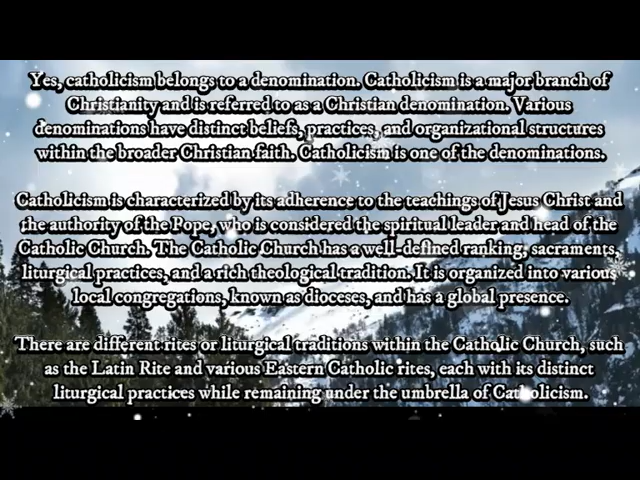 Yes, catholicism belongs to a denomination. Catholicism is a major branch of
Christianity and is referred to as a Christian denomination. Various
denominations have distinct beliefs, practices, and organizational structures
within the broader Christian faith. Catholicism is one of the denominations.
Catholicism is characterized by its adherence to the teachings of Jesus Christ and
the authority of the Pope, who is considered the spiritual leader and head of the
Catholic Church. The Catholic Church has a well-defined ranking, sacraments,
liturgical practices, and a rich theological tradition. It is organized into various
local congregations, known as dioceses, and has a global presence.
There are different rites or liturgical traditions within the Catholic Church, such
as the Latin Rite and various Eastern Catholic rites, each with its distinct
liturgical practices while remaining under the umbrella of Catholicism.